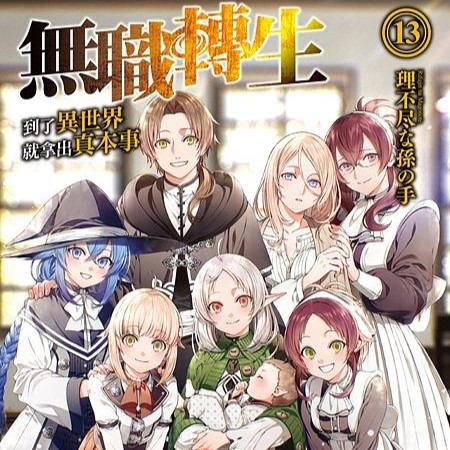 無職轉生
到了異世界
就拿出真本事
13
理不尽な孫の手